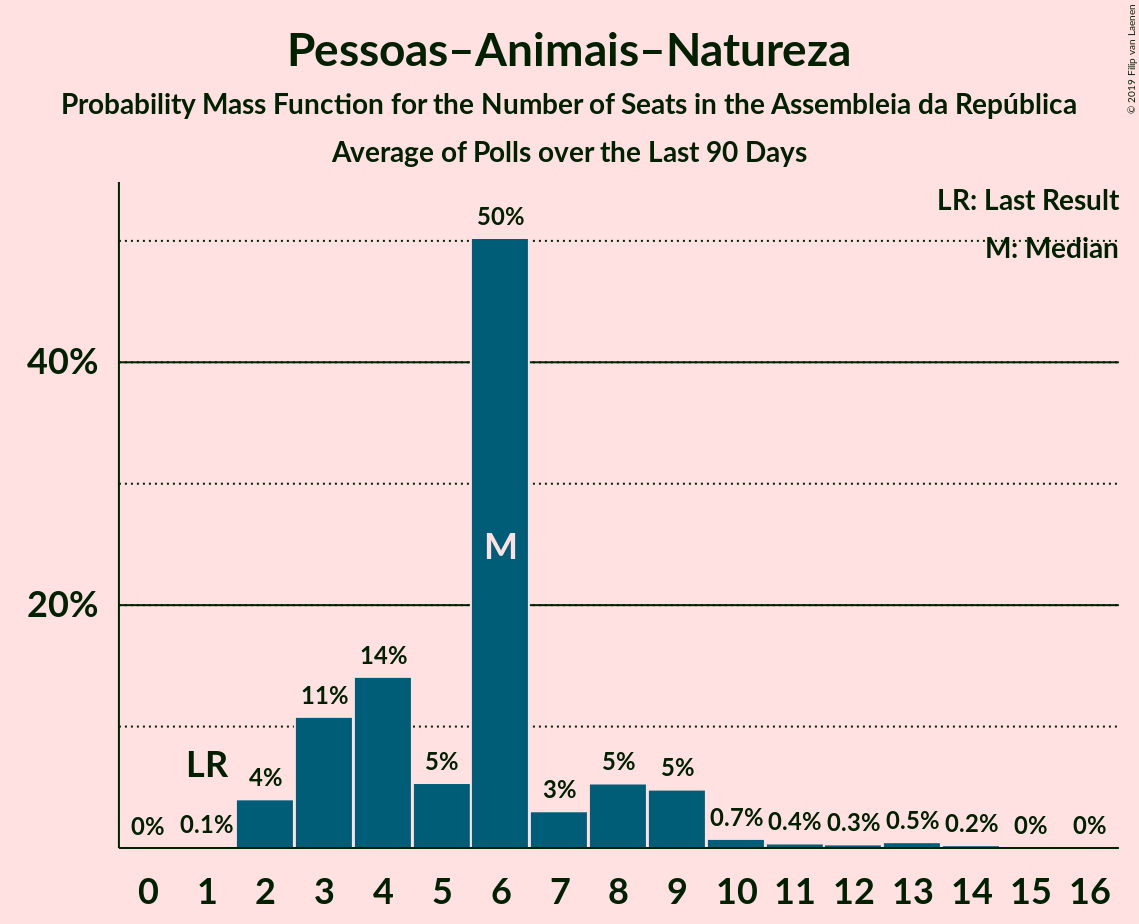 Pessoas–Animais–Natureza
Probability Mass Function for the Number of Seats in the Assembleia da República
Average of Polls over the Last 90 Days
© 2019 Filip van Laenen
LR: Last Result
M: Median
50%
40%
M
20%
14%
11%
LR
4%
5%
3%
5%
5%
0%
0.1%
0.7%
0.4%
0.3%
0.5%
0.2%
0%
0%
0 1 2 3 4 5 6 7 8 9 10 11 12 13 14 15 16